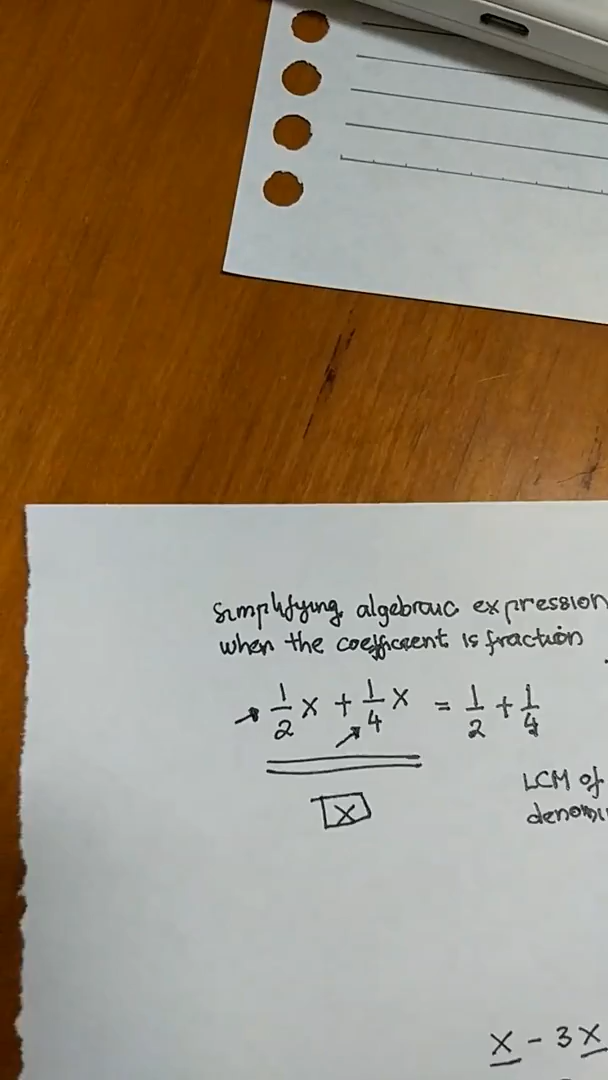 Simplifying algebraic expression
when the coefficient is fraction
1/2 x + 1/4 x = 1/2 + 1/4
x
LCM of
denomi
x - 3x